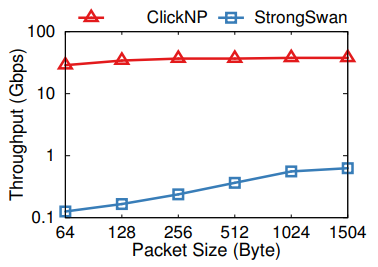 ClickNP StrongSwan
Throughput (Gbps)
100
10
1
0.1
64 128 256 512 1024 1504
Packet Size (Byte)